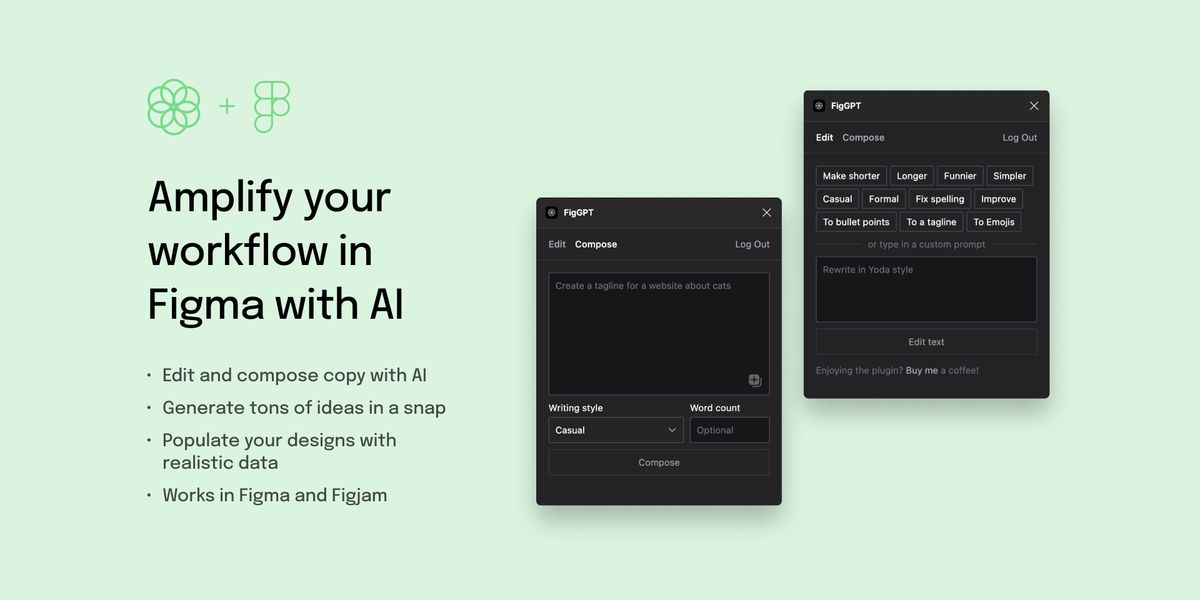 Amplify your
workflow in
Figma with AI
• Edit and compose copy with AI
• Generate tons of ideas in a snap
• Populate your designs with
realistic data
• Works in Figma and Figjam
FigGPT
Edit Compose Log Out
Create a tagline for a website about cats
Writing style Word count
Casual Optional
Compose
FigGPT
Edit Compose Log Out
Make shorter Longer Funnier Simpler
Casual Formal Fix spelling Improve
To bullet points To a tagline To Emojis
or type in a custom prompt
Rewrite in Yoda style
Edit text
Enjoying the plugin? Buy me a coffee!